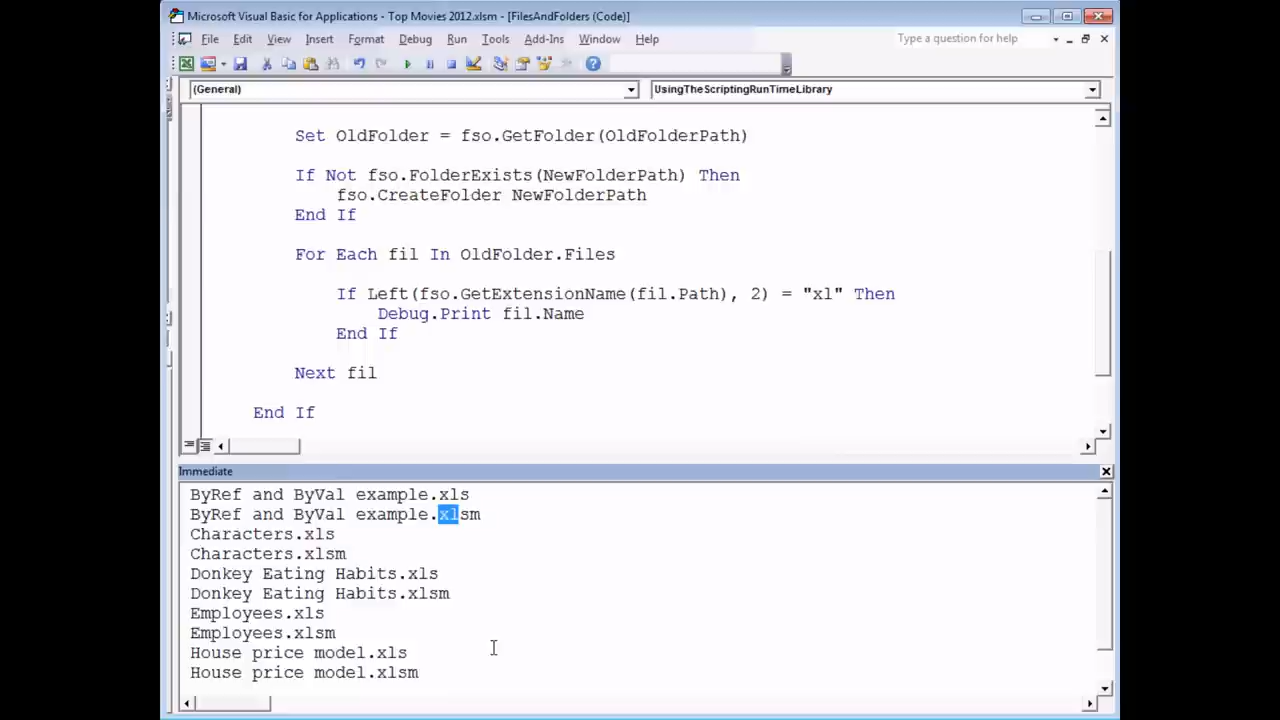 Microsoft Visual Basic for Applications - Top Movies 2012.xlsm - [FilesAndFolders (Code)]
File Edit View Insert Format Debug Run Tools Add-Ins Window Help Type a question for help
(General) UsingTheScriptingRunTimeLibrary
Set OldFolder = fso.GetFolder(OldFolderPath)
If Not fso.FolderExists(NewFolderPath) Then
fso.CreateFolder NewFolderPath
End If
For Each fil In OldFolder.Files
If Left(fso.GetExtensionName(fil.Path), 2) = "xl" Then
Debug.Print fil.Name
End If
Next fil
End If
Immediate
ByRef and ByVal example.xls
ByRef and ByVal example.xlsm
Characters.xls
Characters.xlsm
Donkey Eating Habits.xls
Donkey Eating Habits.xlsm
Employees.xls
Employees.xlsm
House price model.xls
House price model.xlsm